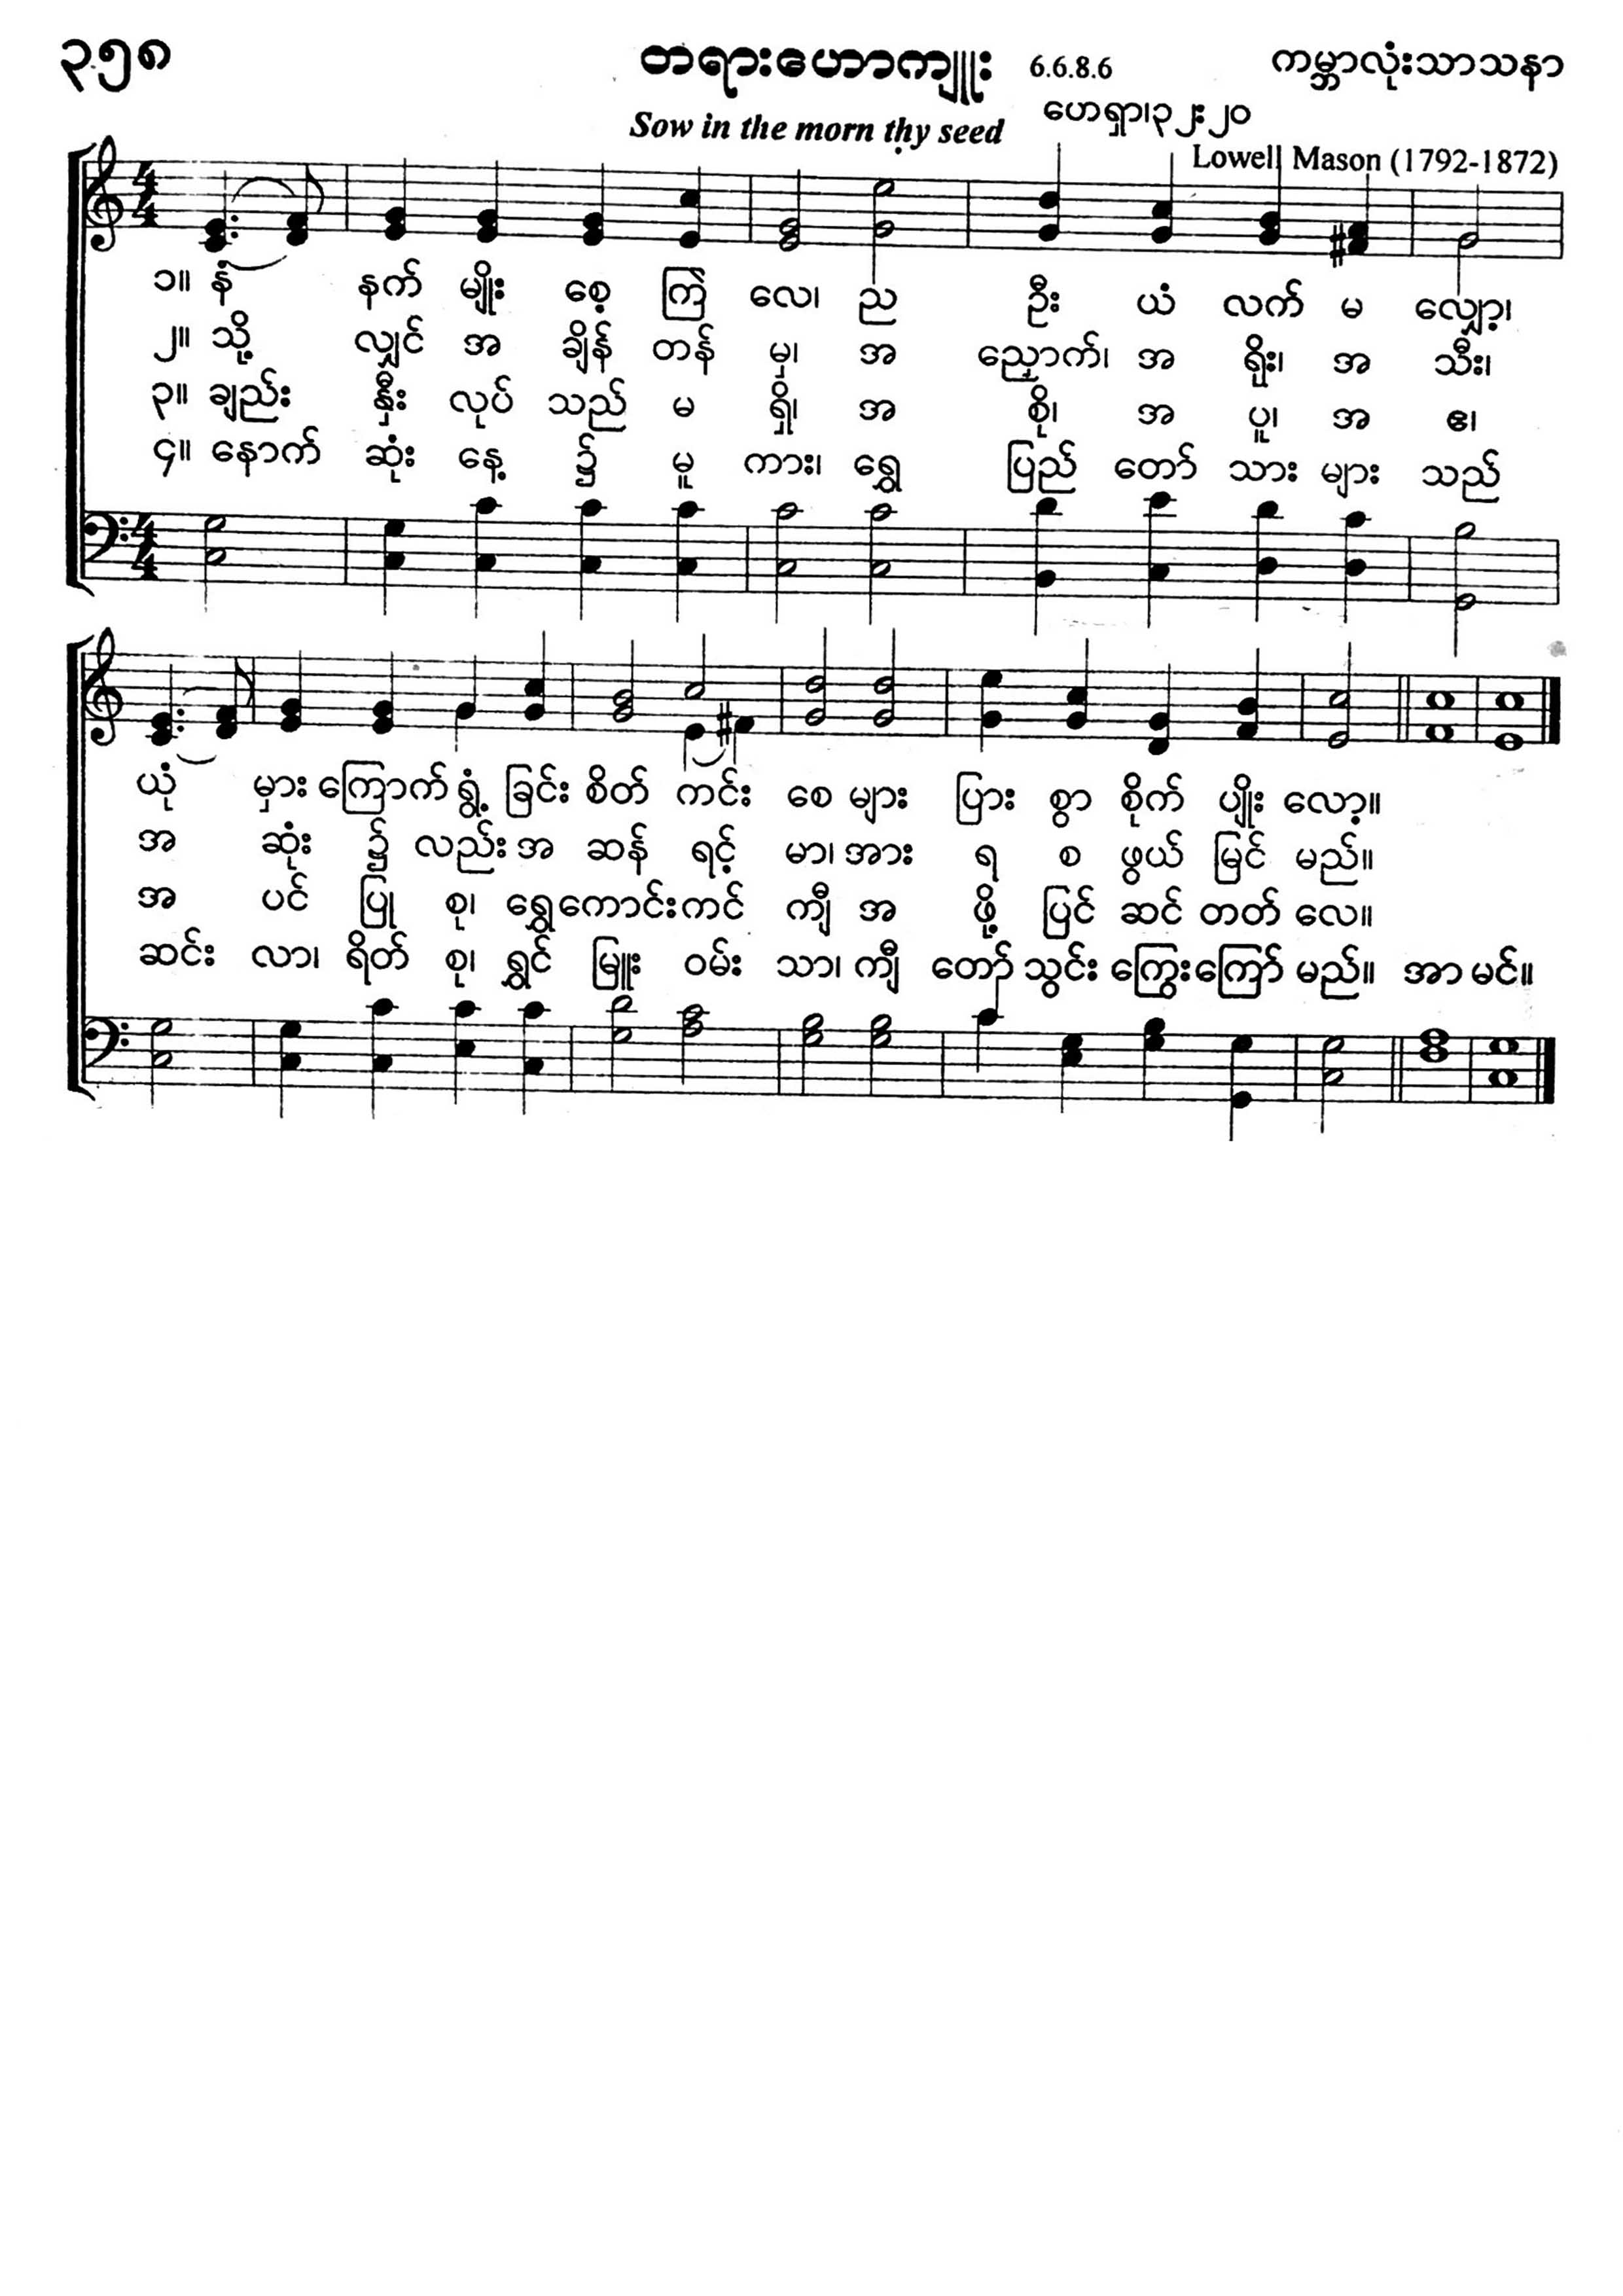 ၃၅၈ တရားဟောကျူး 6.6.8.6 ကမ္ဘာလုံးသာသနာ
Sow in the morn thy seed ဟေရှာ၊၃၂း၂၀
Lowell Mason (1792-1872)
၁။ နံ နက် မျိုး စေ့ ကြဲ လေ၊ ည ဦး ယံ လက် မ လျှော့၊
၂။ သို့ လျှင် အ ချိန် တန် မှ၊ အ ညှောက်၊ အ ရိုး၊ အ သီး၊
၃။ ချည်း နှီး လုပ် သည် မ ရှိ၊ အ စို၊ အ ပူ၊ အ ဧ၊
၄။ နောက် ဆုံး နေ့ ၌ မူ ကား၊ ရွှေ ပြည် တော် သား များ သည်
ယုံ မှား ကြောက် ရွံ့ ခြင်း စိတ် ကင်း စေ များ ပြား စွာ စိုက် ပျိုး လော့။
အ ဆုံး ၌ လည်း အ ဆန် ရင့် မာ၊ အား ရ စ ဖွယ် မြင် မည်။
အ ပင် ပြု စု၊ ရွှေ ကောင်း ကင် ကျီ အ ဖို့ ပြင် ဆင် တတ် လေ။
ဆင်း လာ၊ ရိတ် စု၊ ရွှင် မြူး ဝမ်း သာ၊ ကျီ တော် သွင်း ကြွေး ကြော် မည်။ အာ မင်။